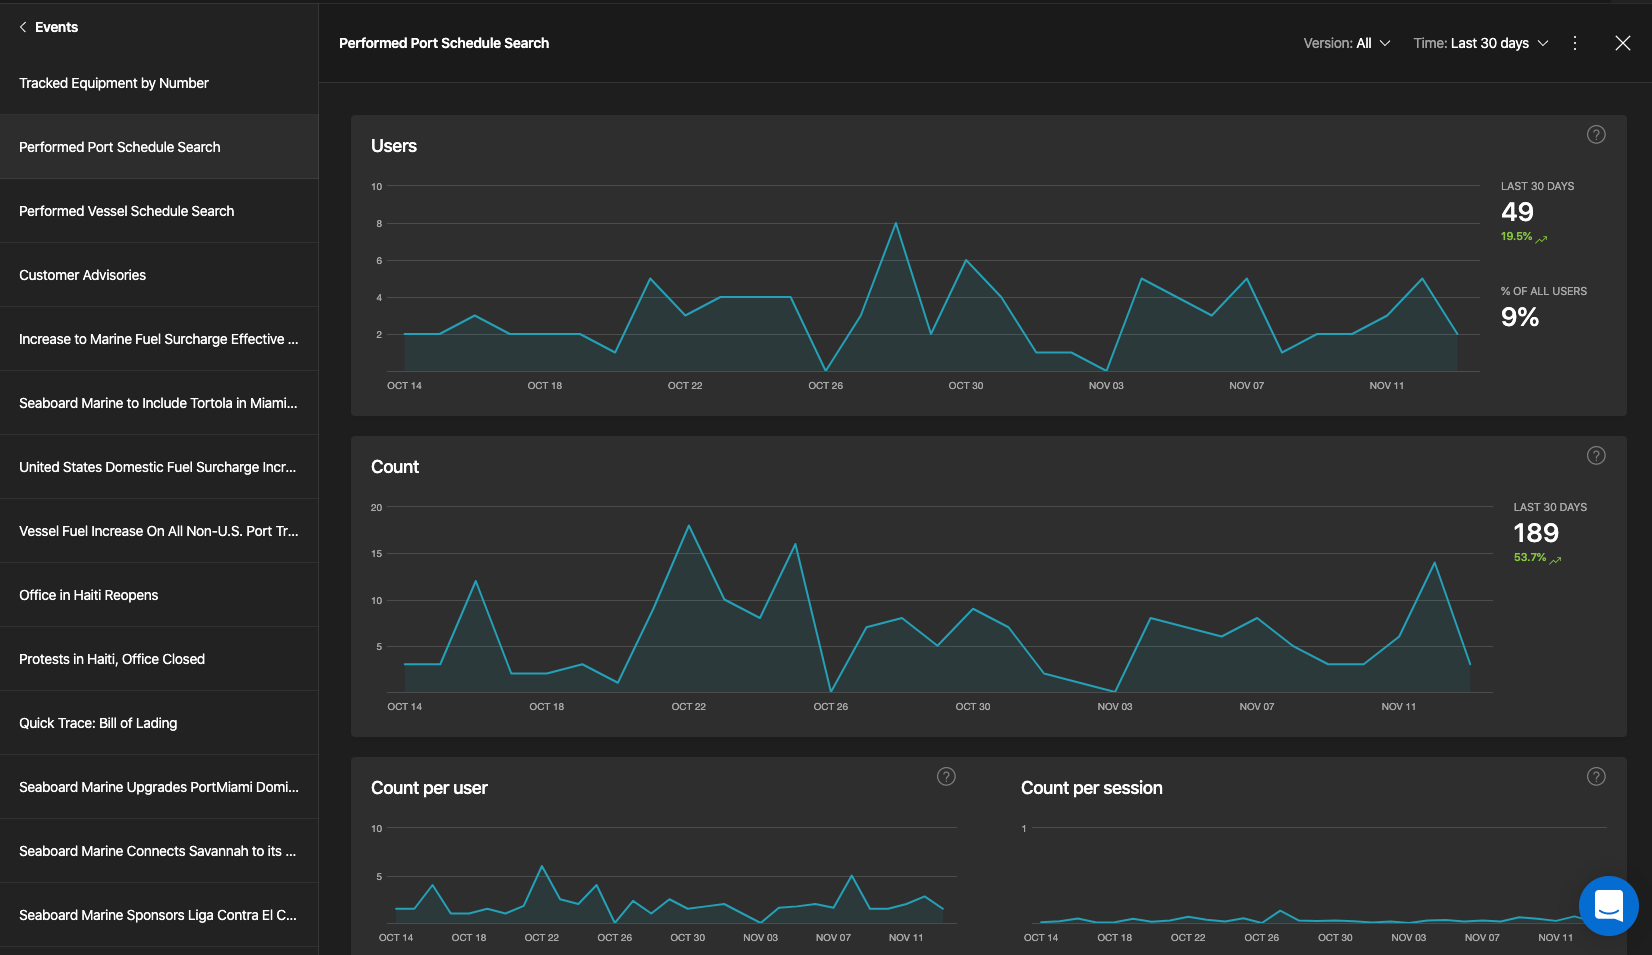 Events
Tracked Equipment by Number
Performed Port Schedule Search
Performed Vessel Schedule Search
Customer Advisories
Increase to Marine Fuel Surcharge Effective ...
Seaboard Marine to Include Tortola in Miami...
United States Domestic Fuel Surcharge Incr...
Vessel Fuel Increase On All Non-U.S. Port Tr...
Office in Haiti Reopens
Protests in Haiti, Office Closed
Quick Trace: Bill of Lading
Seaboard Marine Upgrades PortMiami Domi...
Seaboard Marine Connects Savannah to its ...
Seaboard Marine Sponsors Liga Contra El C...
Performed Port Schedule Search
Version: All
Time: Last 30 days
Users
?
10
8
6
4
2
OCT 14 OCT 18 OCT 22 OCT 26 OCT 30 NOV 03 NOV 07 NOV 11
LAST 30 DAYS
49
19.5%
% OF ALL USERS
9%
Count
?
20
15
10
5
OCT 14 OCT 18 OCT 22 OCT 26 OCT 30 NOV 03 NOV 07 NOV 11
LAST 30 DAYS
189
53.7%
Count per user
?
10
5
OCT 14 OCT 18 OCT 22 OCT 26 OCT 30 NOV 03 NOV 07 NOV 11
Count per session
?
1
OCT 14 OCT 18 OCT 22 OCT 26 OCT 30 NOV 03 NOV 07 NOV 11